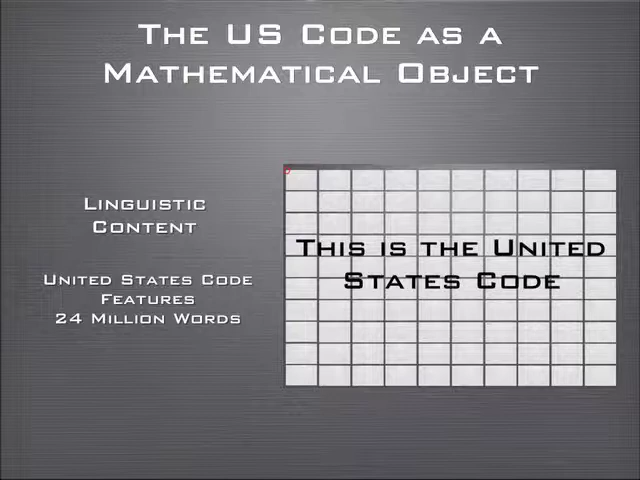 The US Code as a
Mathematical Object
Linguistic
Content
United States Code
Features
24 Million Words
This is the United
States Code